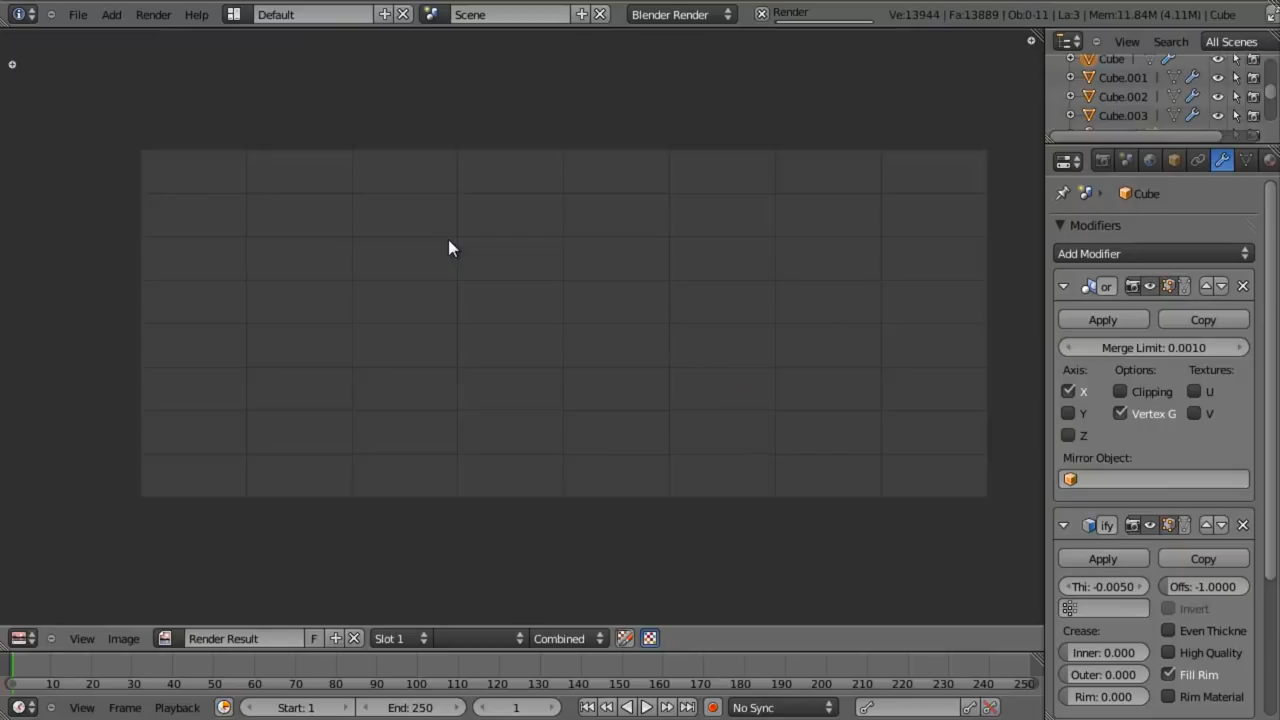 File Add Render Help Default Scene Blender Render Render Ve:13944 | Fa:13889 | Ob:0-11 | La:3 | Mem:11.84M (4.11M) | Cube
View Search All Scenes
Cube
Cube.001
Cube.002
Cube.003
Cube
Modifiers
Add Modifier
or
Apply Copy
Merge Limit: 0.0010
Axis: Options: Textures:
X Clipping U
Y Vertex G V
Z
Mirror Object:
ify
Apply Copy
Thi: -0.0050 Offs: -1.0000
Invert
Crease: Even Thickne
Inner: 0.000 High Quality
Outer: 0.000 Fill Rim
Rim: 0.000 Rim Material
View Image Render Result F Slot 1 Combined
10 20 30 40 50 60 70 80 90 100 110 120 130 140 150 160 170 180 190 200 210 220 230 240 250
View Frame Playback Start: 1 End: 250 1 No Sync